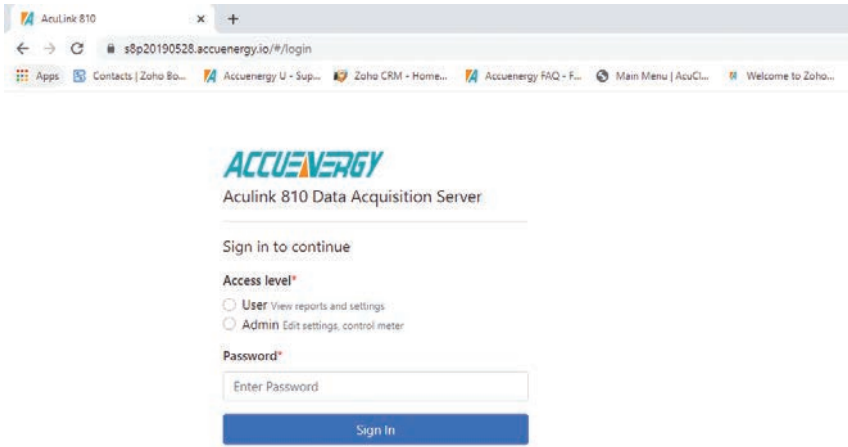 AcuLink 810
s8p20190528.accuenergy.io/#/login
Apps Contacts | Zoho Bo... Accuenergy U - Sup... Zoho CRM - Home... Accuenergy FAQ - F... Main Menu | AcuCl... Welcome to Zoho...
ACCUENERGY
Aculink 810 Data Acquisition Server
Sign in to continue
Access level*
User View reports and settings
Admin Edit settings, control meter
Password*
Enter Password
Sign In